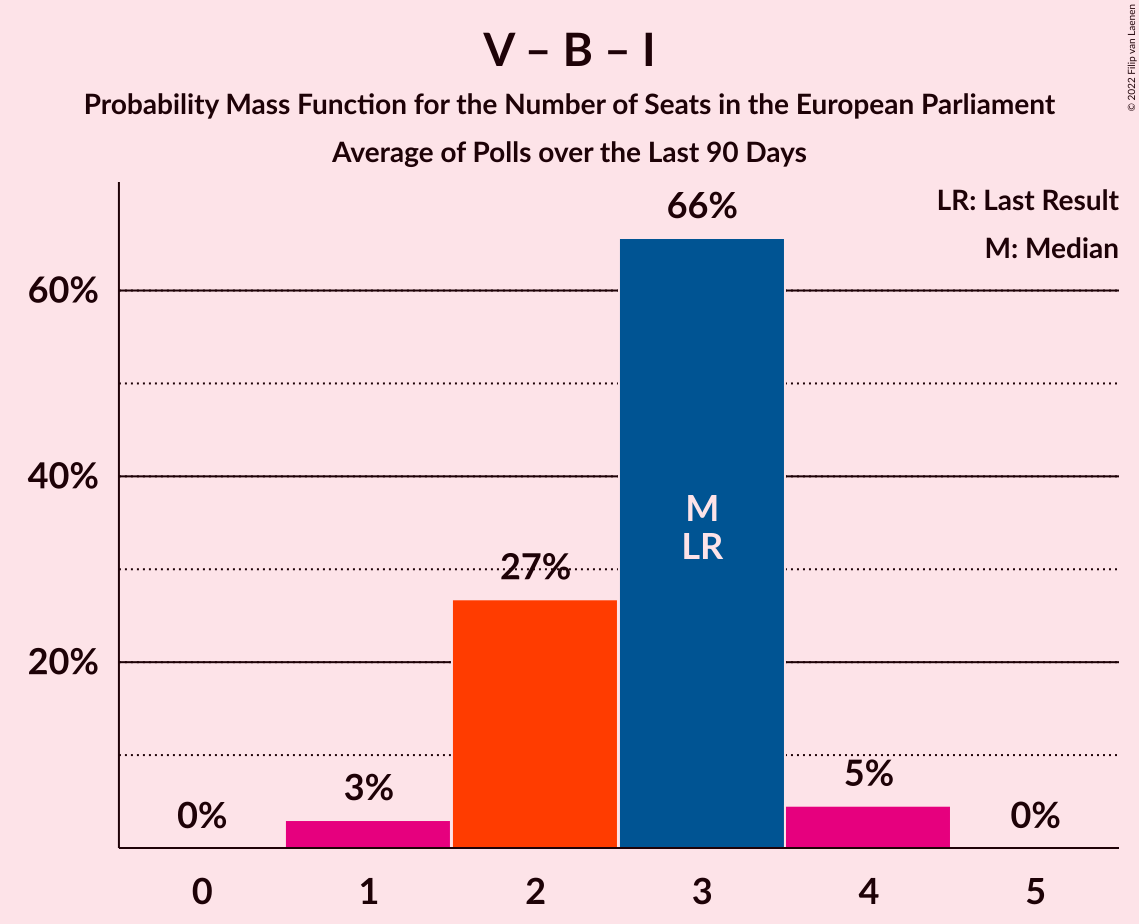 V – B – I
Probability Mass Function for the Number of Seats in the European Parliament
Average of Polls over the Last 90 Days
© 2022 Filip van Laenen
LR: Last Result
M: Median
66%
60%
40%
20%
M
LR
27%
3%
5%
0%
0%
0 1 2 3 4 5